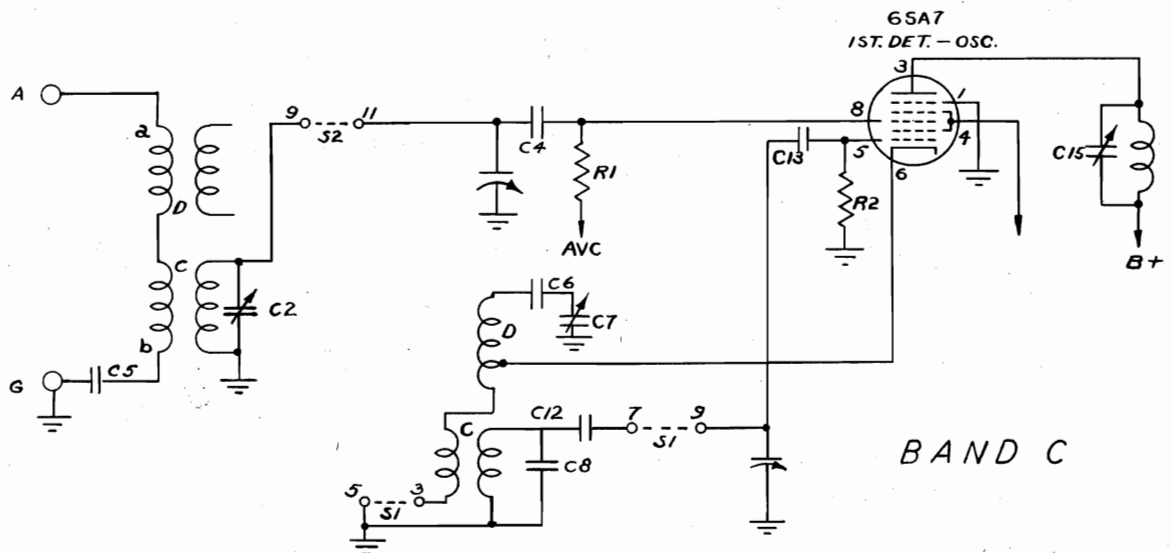 6SA7
1ST. DET. – OSC.
3
A
a
D
9
11
S2
C4
8
5
6
1
4
C13
C15
R1
R2
AVC
B+
C
C2
b
G
C5
C6
C7
D
C
C12
7
9
S1
C8
5
3
S1
BAND C